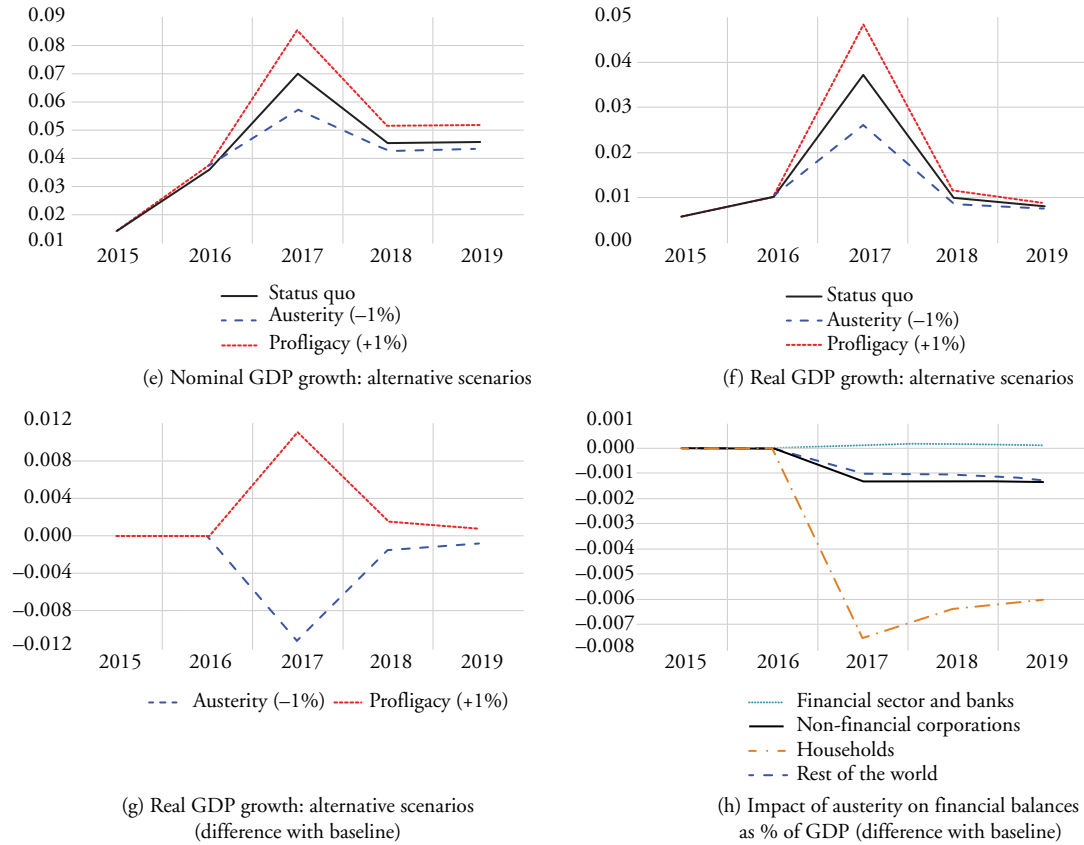 0.09
0.08
0.07
0.06
0.05
0.04
0.03
0.02
0.01
2015 2016 2017 2018 2019
Status quo
Austerity (–1%)
Profligacy (+1%)
(e) Nominal GDP growth: alternative scenarios
0.05
0.04
0.03
0.02
0.01
0.00
2015 2016 2017 2018 2019
Status quo
Austerity (–1%)
Profligacy (+1%)
(f) Real GDP growth: alternative scenarios
0.012
0.008
0.004
0.000
–0.004
–0.008
–0.012
2015 2016 2017 2018 2019
Austerity (–1%) Profligacy (+1%)
(g) Real GDP growth: alternative scenarios
(difference with baseline)
0.001
0.000
–0.001
–0.002
–0.003
–0.004
–0.005
–0.006
–0.007
–0.008
2015 2016 2017 2018 2019
Financial sector and banks
Non-financial corporations
Households
Rest of the world
(h) Impact of austerity on financial balances
as % of GDP (difference with baseline)